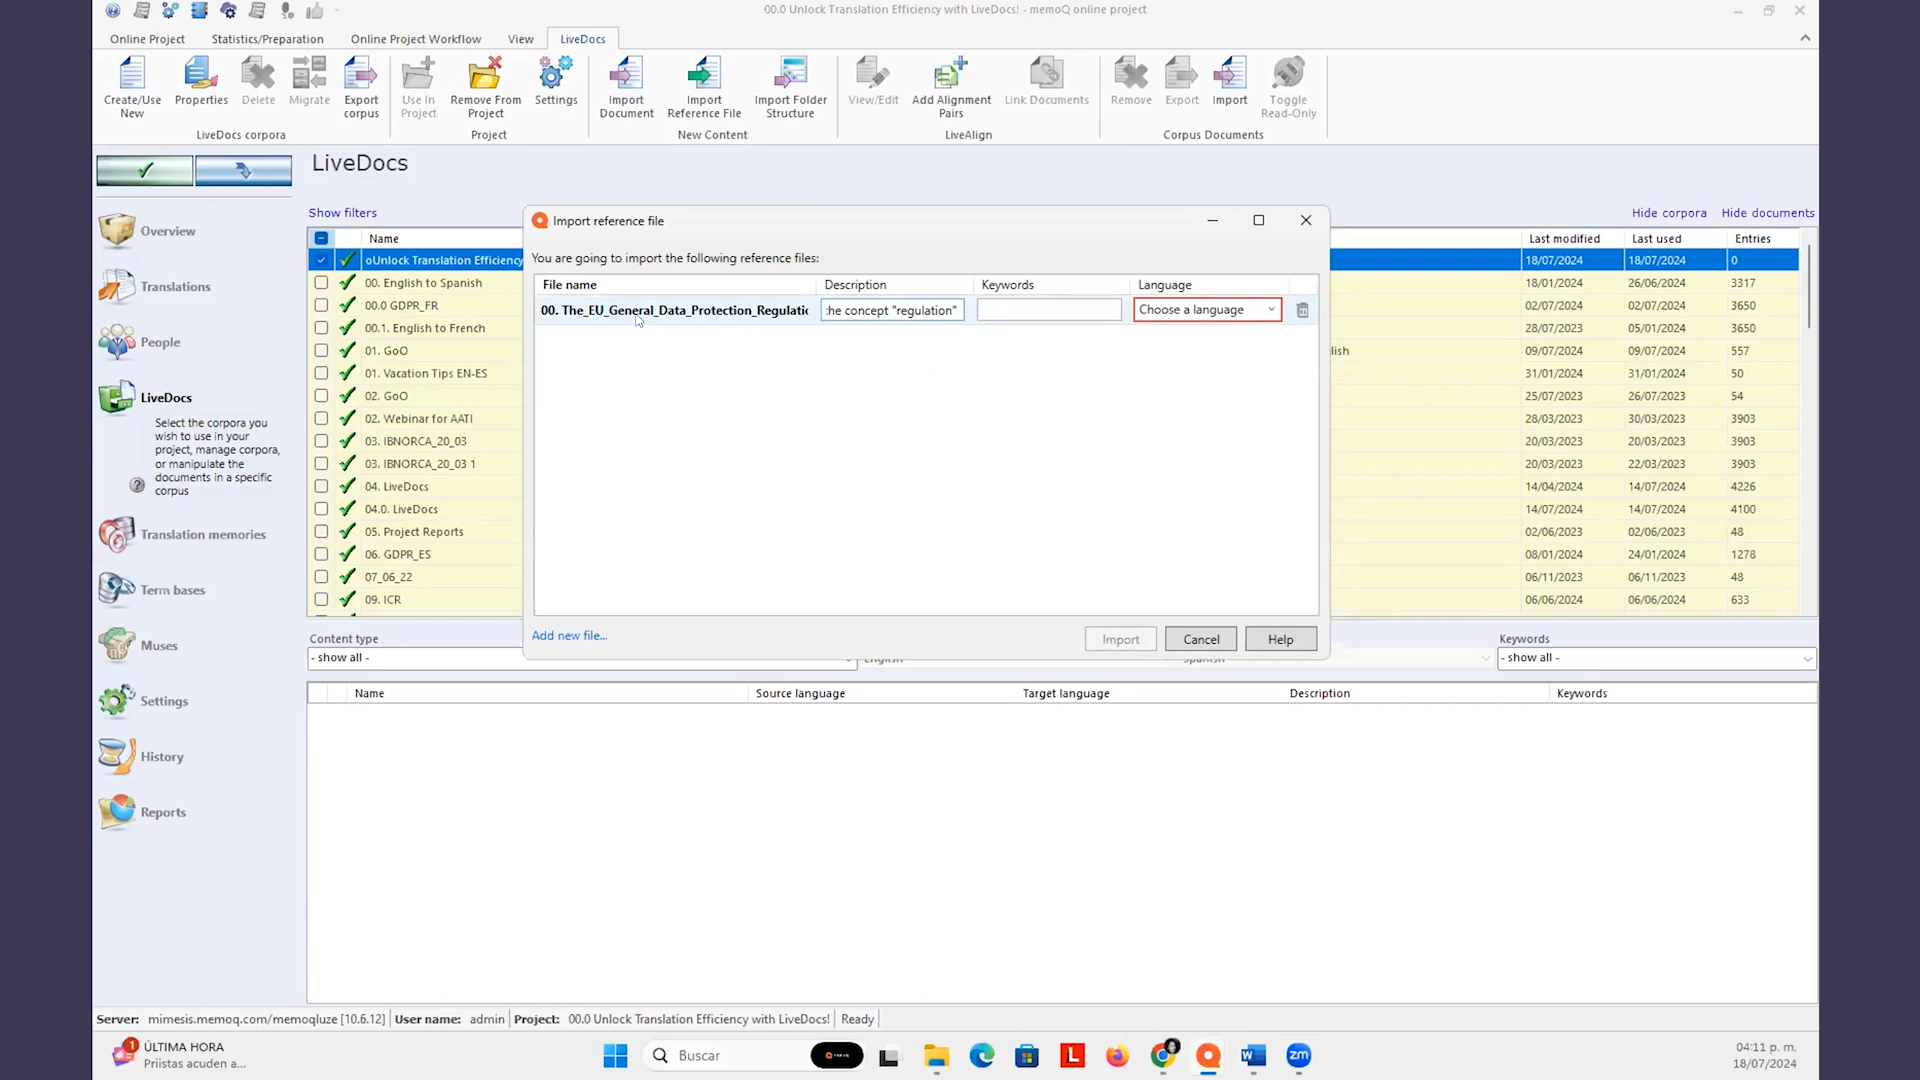 00.0 Unlock Translation Efficiency with LiveDocs! - memoQ online project
Online Project
Statistics/Preparation
Online Project Workflow
View
LiveDocs
Create/Use New
Properties
Delete
Migrate
Export corpus
Use In Project
Remove From Project
Settings
Import Document
Import Reference File
Import Folder Structure
View/Edit
Add Alignment Pairs
Link Documents
Remove
Export
Import
Toggle Read-Only
LiveDocs corpora
Project
New Content
LiveAlign
Corpus Documents
LiveDocs
Show filters
Hide corpora
Hide documents
Overview
Translations
People
LiveDocs
Select the corpora you
wish to use in your
project, manage corpora,
or manipulate the
documents in a specific
corpus
Translation memories
Term bases
Muses
Settings
History
Reports
Name Last modified Last used Entries
oUnlock Translation Efficiency 18/07/2024 18/07/2024 0
00. English to Spanish 18/01/2024 26/06/2024 3317
00.0 GDPR_FR 02/07/2024 02/07/2024 3650
00.1. English to French 28/07/2023 05/01/2024 3650
01. GoO lish 09/07/2024 09/07/2024 557
01. Vacation Tips EN-ES 31/01/2024 31/01/2024 50
02. GoO 25/07/2023 26/07/2023 54
02. Webinar for AATI 28/03/2023 30/03/2023 3903
03. IBNORCA_20_03 20/03/2023 20/03/2023 3903
03. IBNORCA_20_03 1 20/03/2023 22/03/2023 3903
04. LiveDocs 14/04/2024 14/07/2024 4226
04.0. LiveDocs 14/07/2024 14/07/2024 4100
05. Project Reports 02/06/2023 02/06/2023 48
06. GDPR_ES 08/01/2024 24/01/2024 1278
07_06_22 06/11/2023 06/11/2023 48
09. ICR 06/06/2024 06/06/2024 633
Import reference file
You are going to import the following reference files:
File name Description Keywords Language
00. The_EU_General_Data_Protection_Regulatic :he concept "regulation" Choose a language
Add new file...
Import
Cancel
Help
Content type
- show all -
English
Spanish
Keywords
- show all -
Name Source language Target language Description Keywords
Server: mimesis.memoq.com/memoqluze [10.6.12] User name: admin Project: 00.0 Unlock Translation Efficiency with LiveDocs! Ready
1
ÚLTIMA HORA
Priistas acuden a...
Buscar
L
W
zm
04:11 p. m.
18/07/2024